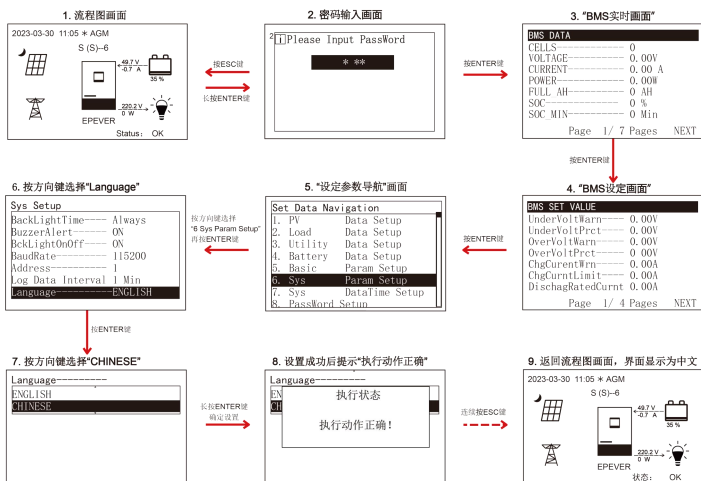 1. 流程图画面
2023-03-30 11:05 ＊ AGM
S (S)--6
49.7 V
-0.7 A
35 %
220.2 V
0 W
EPEVER
Status： OK
按ESC键
长按ENTER键
2. 密码输入画面
2 i Please Input PassWord
* **
按ENTER键
3. “BMS实时画面”
BMS DATA
CELLS---------------- 0
VOLTAGE------------- 0.00V
CURRENT------------- 0.00 A
POWER--------------- 0.00W
FULL AH------------- 0 AH
SOC---------------- 0 %
SOC MIN------------ 0 Min
Page 1/ 7 Pages NEXT
按ENTER键
4. “BMS设定画面”
BMS SET VALUE
UnderVoltWarn---- 0.00V
UnderVoltPrct---- 0.00V
OverVoltWarn----- 0.00V
OverVoltPrct----- 0.00V
ChgCurentWrn---- 0.00A
ChgCurntLimit---- 0.00A
DischagRatedCurnt 0.00A
Page 1/ 4 Pages NEXT
按ENTER键
5. “设定参数导航”画面
Set Data Navigation
1. PV Data Setup
2. Load Data Setup
3. Utility Data Setup
4. Battery Data Setup
5. Basic Param Setup
6. Sys Param Setup
7. Sys DataTime Setup
8. PassWord Setup
按方向键选择
“6 Sys Param Setup”
再按ENTER键
6. 按方向键选择“Language”
Sys Setup
BackLightTime---- Always
BuzzerAlert------ ON
BckLightOnOff---- ON
BaudRate--------- 115200
Address---------- 1
Log Data Interval 1 Min
Language----------ENGLISH
按ENTER键
7. 按方向键选择“CHINESE”
Language---------
ENGLISH
CHINESE
长按ENTER键
确定设置
8. 设置成功后提示“执行动作正确”
Language---------
EN
CH
执行状态
执行动作正确！
连续按ESC键
9. 返回流程图画面，界面显示为中文
2023-03-30 11:05 ＊ AGM
S (S)--6
49.7 V
-0.7 A
35 %
220.2 V
0 W
EPEVER
状态： OK